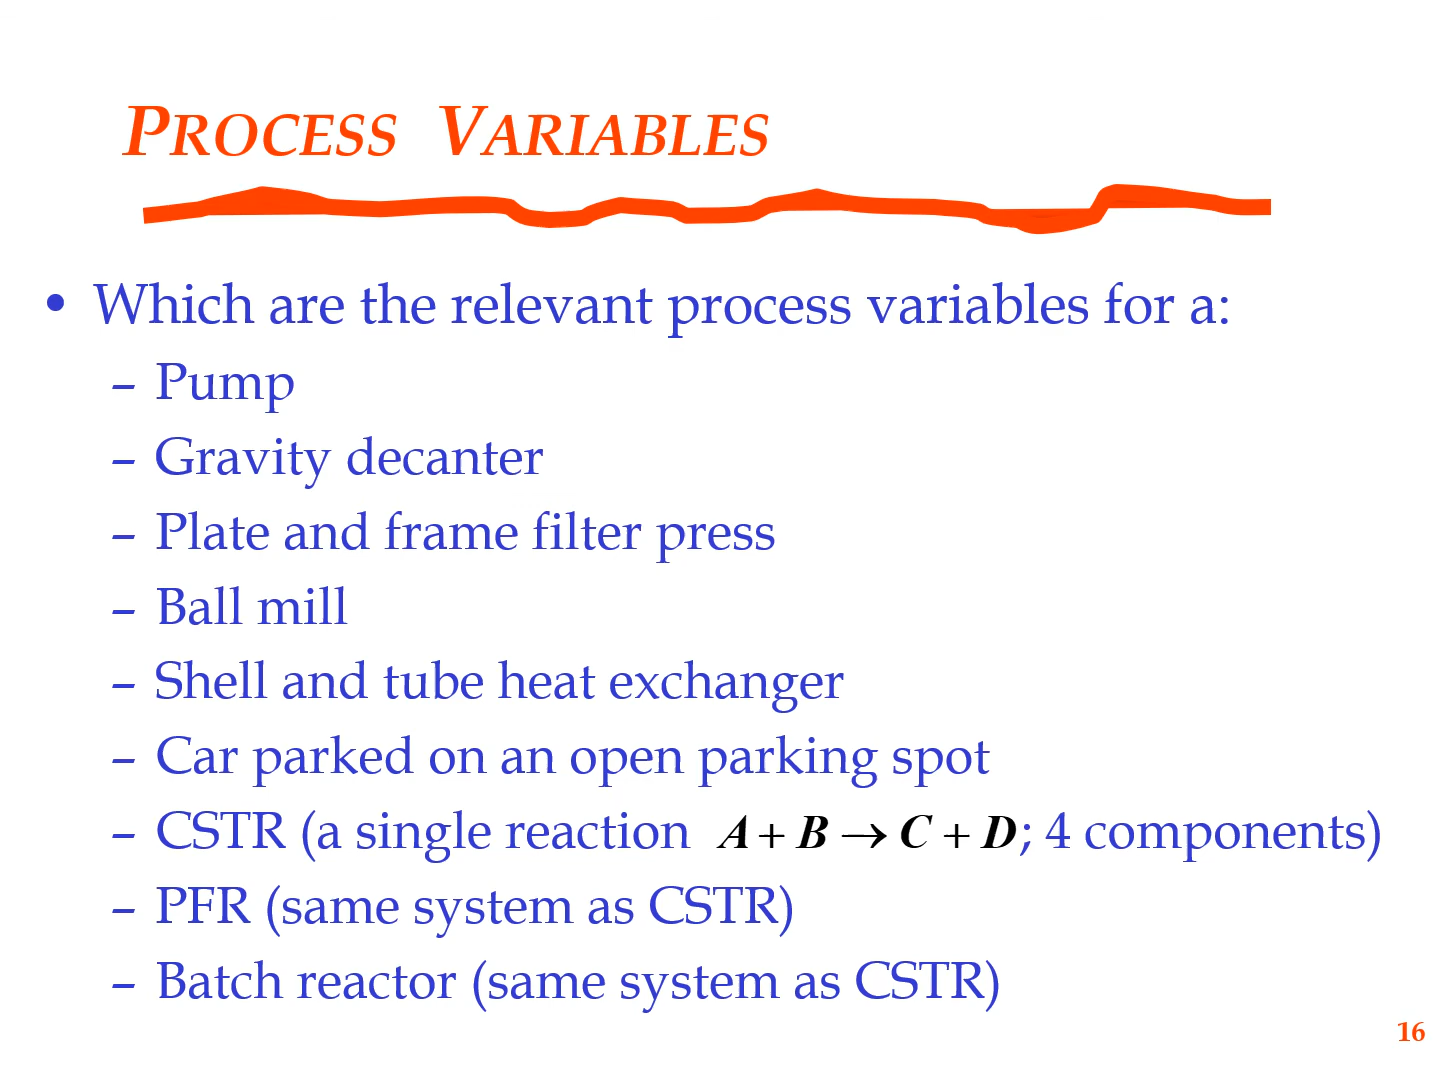 PROCESS VARIABLES
• Which are the relevant process variables for a:
– Pump
– Gravity decanter
– Plate and frame filter press
– Ball mill
– Shell and tube heat exchanger
– Car parked on an open parking spot
– CSTR (a single reaction A + B → C + D; 4 components)
– PFR (same system as CSTR)
– Batch reactor (same system as CSTR)
16